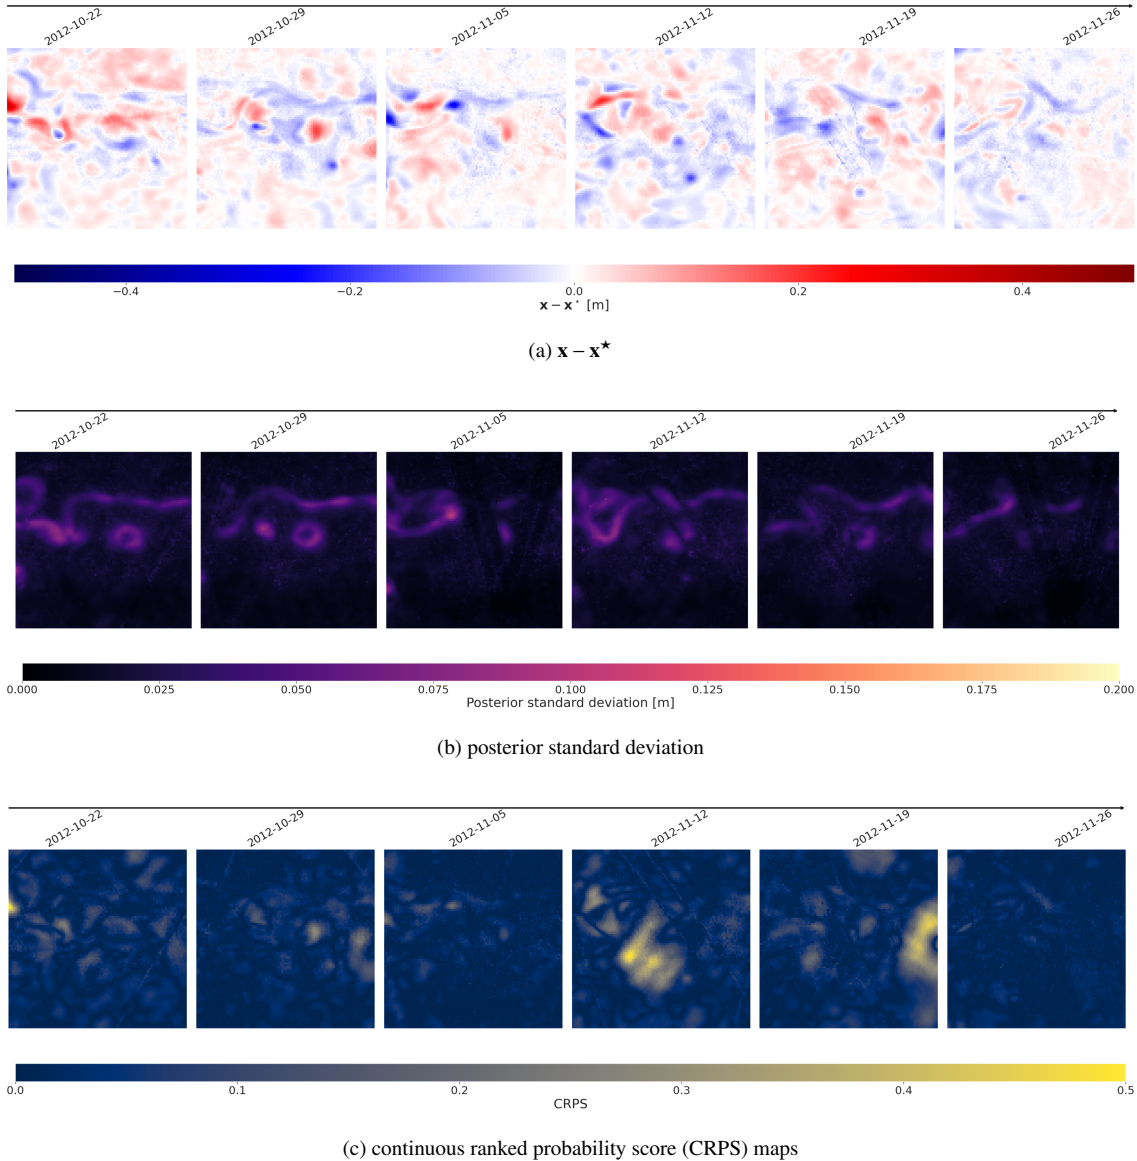 2012-10-22 2012-10-29 2012-11-05 2012-11-12 2012-11-19 2012-11-26
−0.4 −0.2 0.0 0.2 0.4
x − x* [m]
(a) x − x★
2012-10-22 2012-10-29 2012-11-05 2012-11-12 2012-11-19 2012-11-26
0.000 0.025 0.050 0.075 0.100 0.125 0.150 0.175 0.200
Posterior standard deviation [m]
(b) posterior standard deviation
2012-10-22 2012-10-29 2012-11-05 2012-11-12 2012-11-19 2012-11-26
0.0 0.1 0.2 0.3 0.4 0.5
CRPS
(c) continuous ranked probability score (CRPS) maps